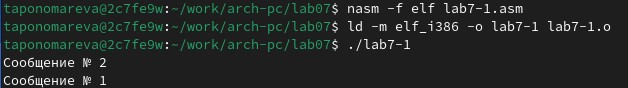 taponomareva@2c7fe9w:~/work/arch-pc/lab07$ nasm -f elf lab7-1.asm
taponomareva@2c7fe9w:~/work/arch-pc/lab07$ ld -m elf_i386 -o lab7-1 lab7-1.o
taponomareva@2c7fe9w:~/work/arch-pc/lab07$ ./lab7-1
Сообщение № 2
Сообщение № 1